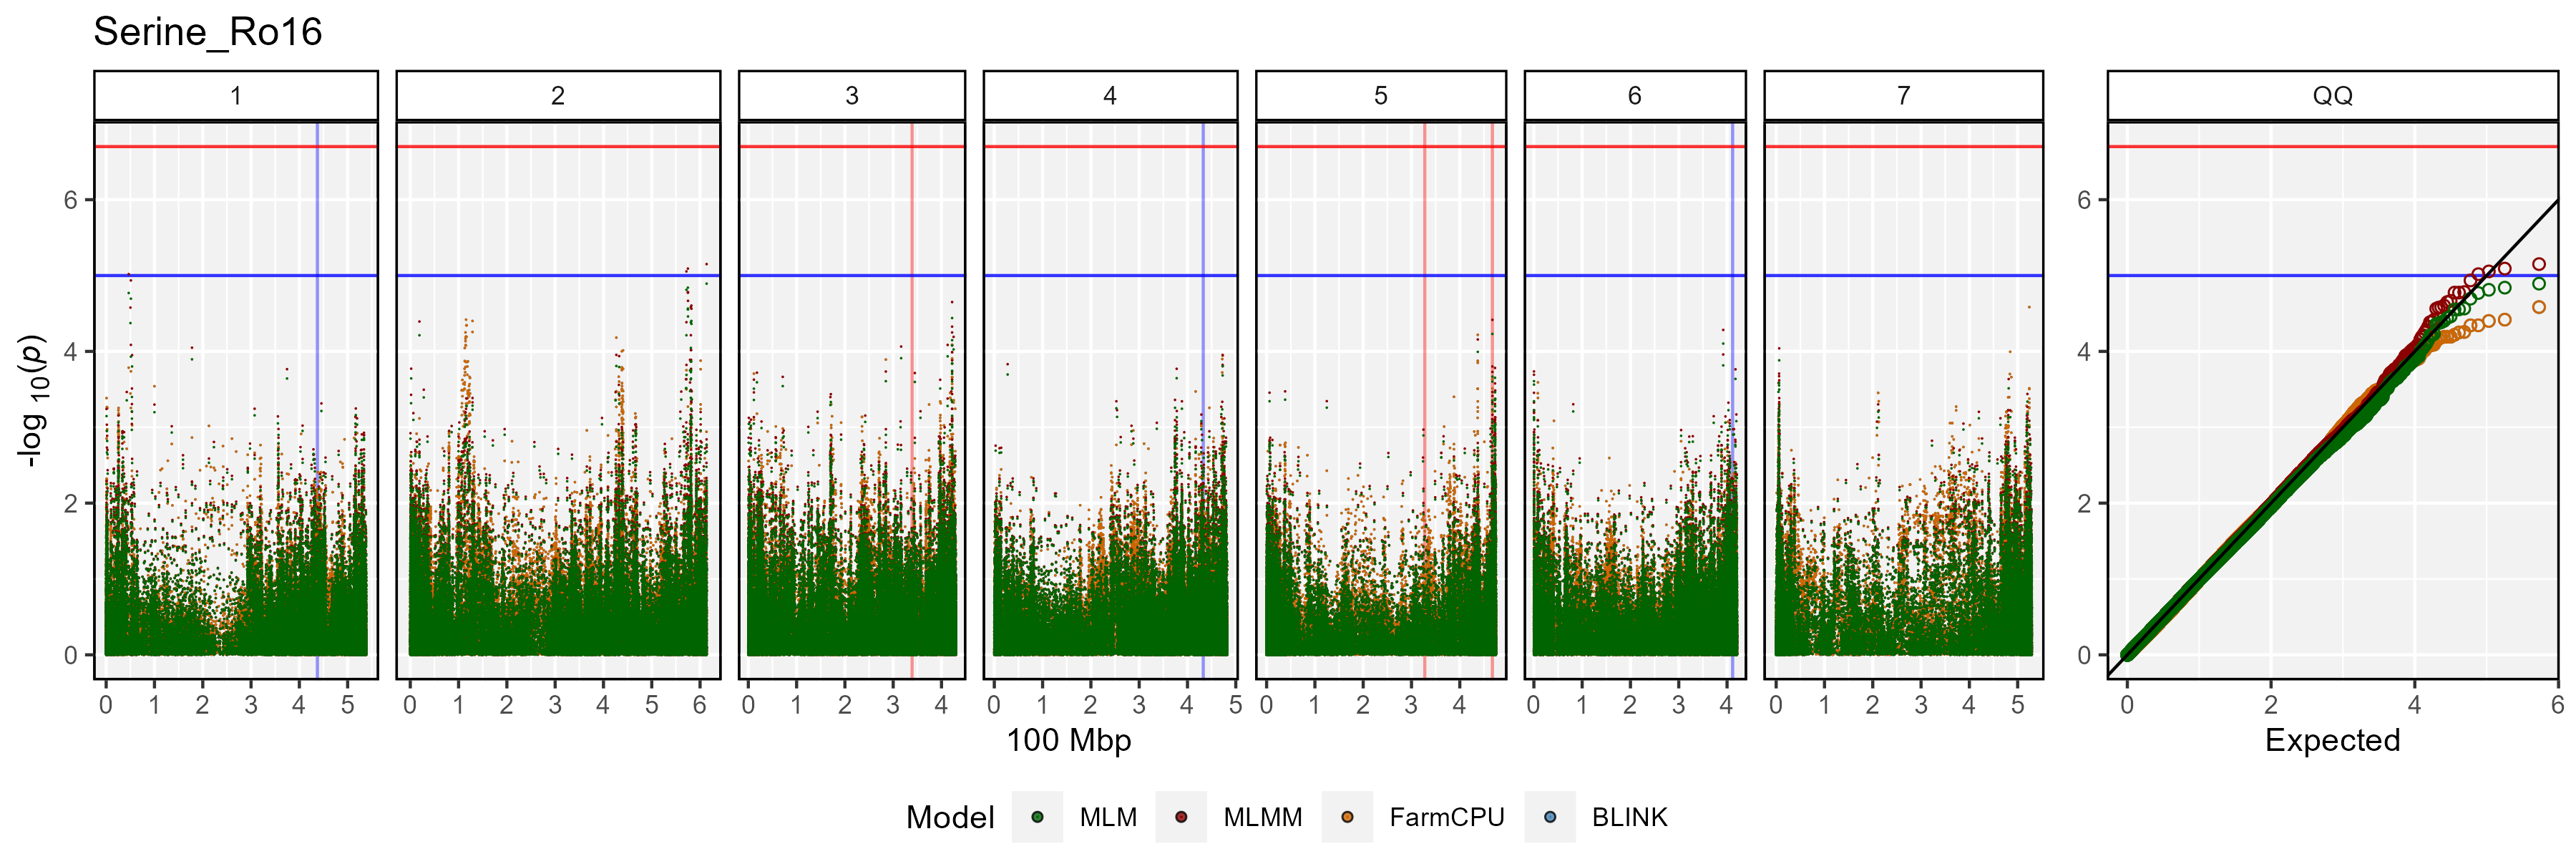 Serine_Ro16
1 2 3 4 5 6 7 QQ
-log 10(p)
6
4
2
0
6
4
2
0
0 1 2 3 4 5 0 1 2 3 4 5 6 0 1 2 3 4 0 1 2 3 4 5 0 1 2 3 4 0 1 2 3 4 0 1 2 3 4 5 0 2 4 6
100 Mbp Expected
Model MLM MLMM FarmCPU BLINK